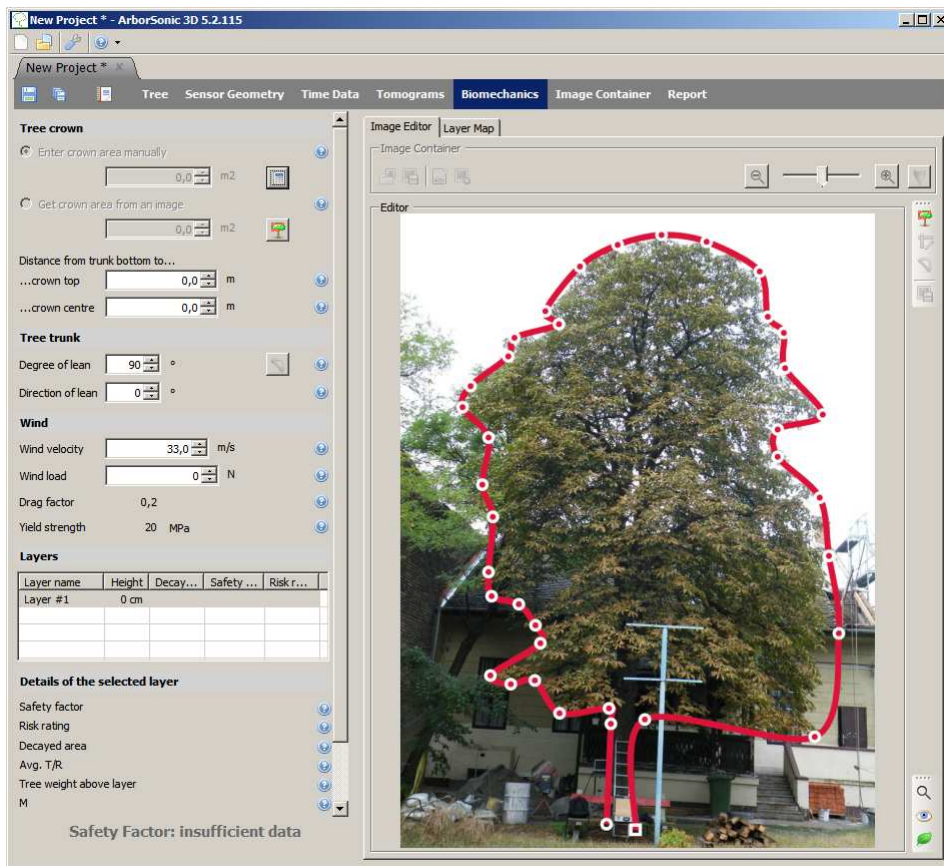 New Project * - ArborSonic 3D 5.2.115
New Project *
Tree Sensor Geometry Time Data Tomograms Biomechanics Image Container Report
Tree crown
Enter crown area manually
0,0 m2
Get crown area from an image
0,0 m2
Distance from trunk bottom to...
...crown top 0,0 m
...crown centre 0,0 m
Tree trunk
Degree of lean 90 °
Direction of lean 0 °
Wind
Wind velocity 33,0 m/s
Wind load 0 N
Drag factor 0,2
Yield strength 20 MPa
Layers
Layer name Height Decay... Safety ... Risk r...
Layer #1 0 cm
Details of the selected layer
Safety factor
Risk rating
Decayed area
Avg. T/R
Tree weight above layer
M
Safety Factor: insufficient data
Image Editor Layer Map
Image Container
Editor